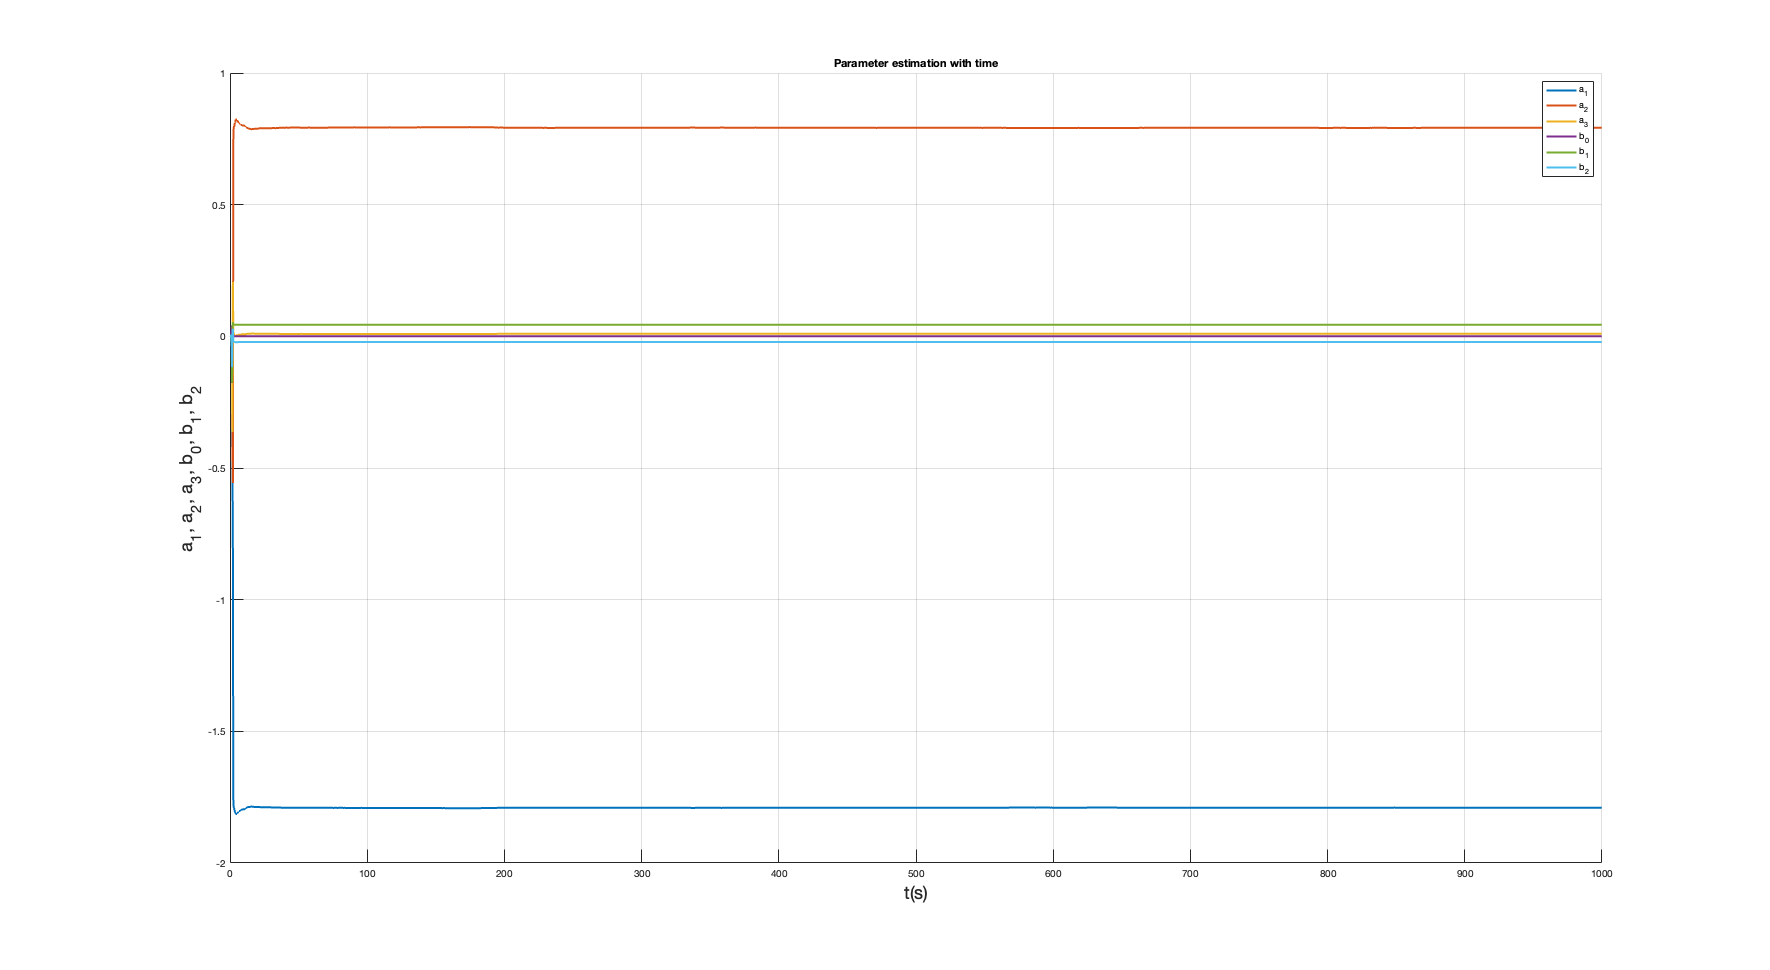 Parameter estimation with time
a1
a2
a3
b0
b1
b2
1
0.5
0
-0.5
-1
-1.5
-2
a1, a2, a3, b0, b1, b2
0 100 200 300 400 500 600 700 800 900 1000
t(s)